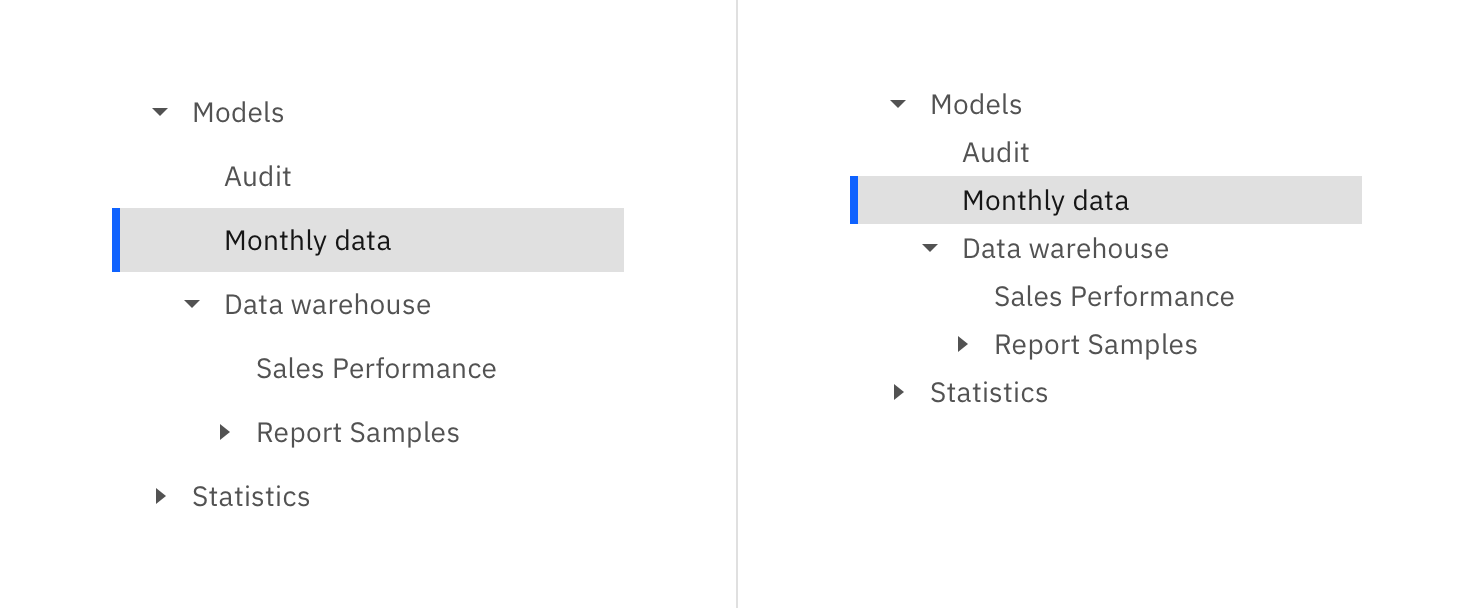 Models
Audit
Monthly data
Data warehouse
Sales Performance
Report Samples
Statistics
Models
Audit
Monthly data
Data warehouse
Sales Performance
Report Samples
Statistics